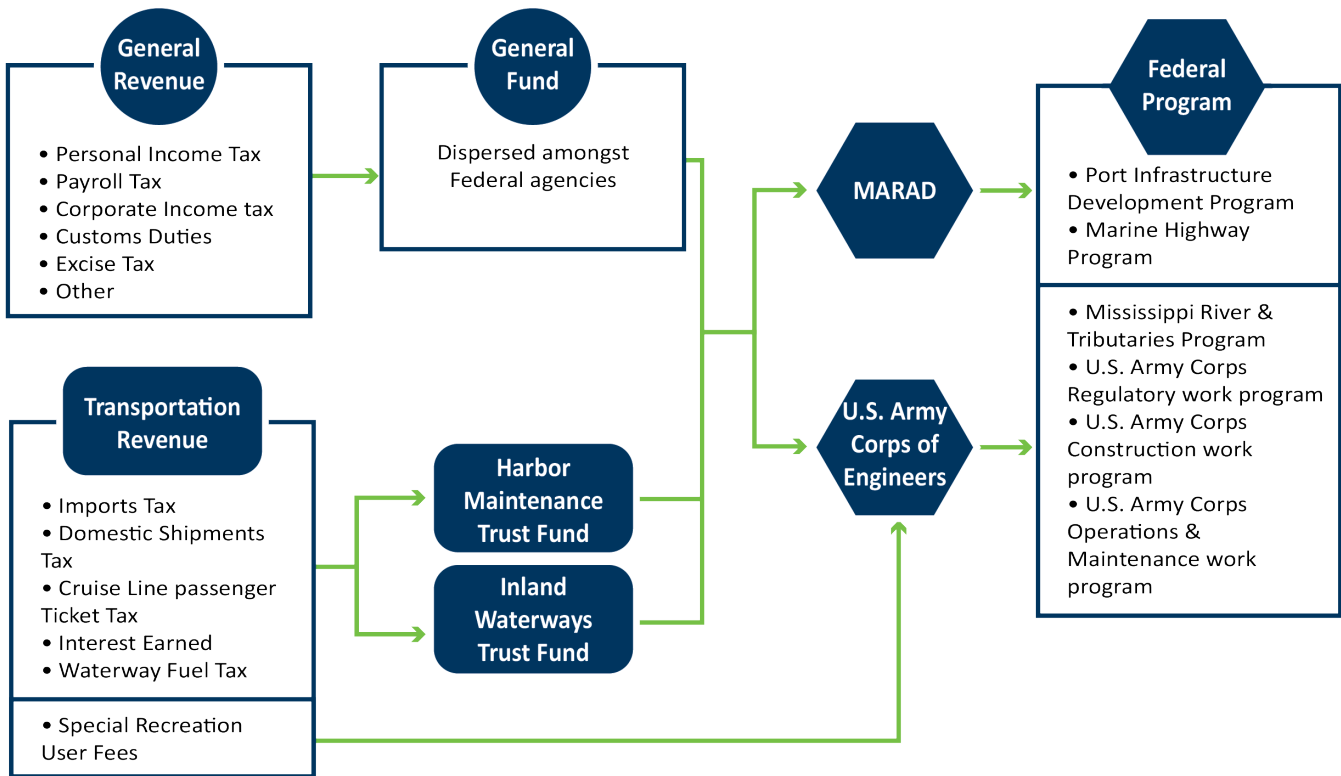 General
Revenue
• Personal Income Tax
• Payroll Tax
• Corporate Income tax
• Customs Duties
• Excise Tax
• Other
General
Fund
Dispersed amongst
Federal agencies
Transportation
Revenue
• Imports Tax
• Domestic Shipments
Tax
• Cruise Line passenger
Ticket Tax
• Interest Earned
• Waterway Fuel Tax
• Special Recreation
User Fees
Harbor
Maintenance
Trust Fund
Inland
Waterways
Trust Fund
MARAD
U.S. Army
Corps of
Engineers
Federal
Program
• Port Infrastructure
Development Program
• Marine Highway
Program
• Mississippi River &
Tributaries Program
• U.S. Army Corps
Regulatory work program
• U.S. Army Corps
Construction work
program
• U.S. Army Corps
Operations &
Maintenance work
program